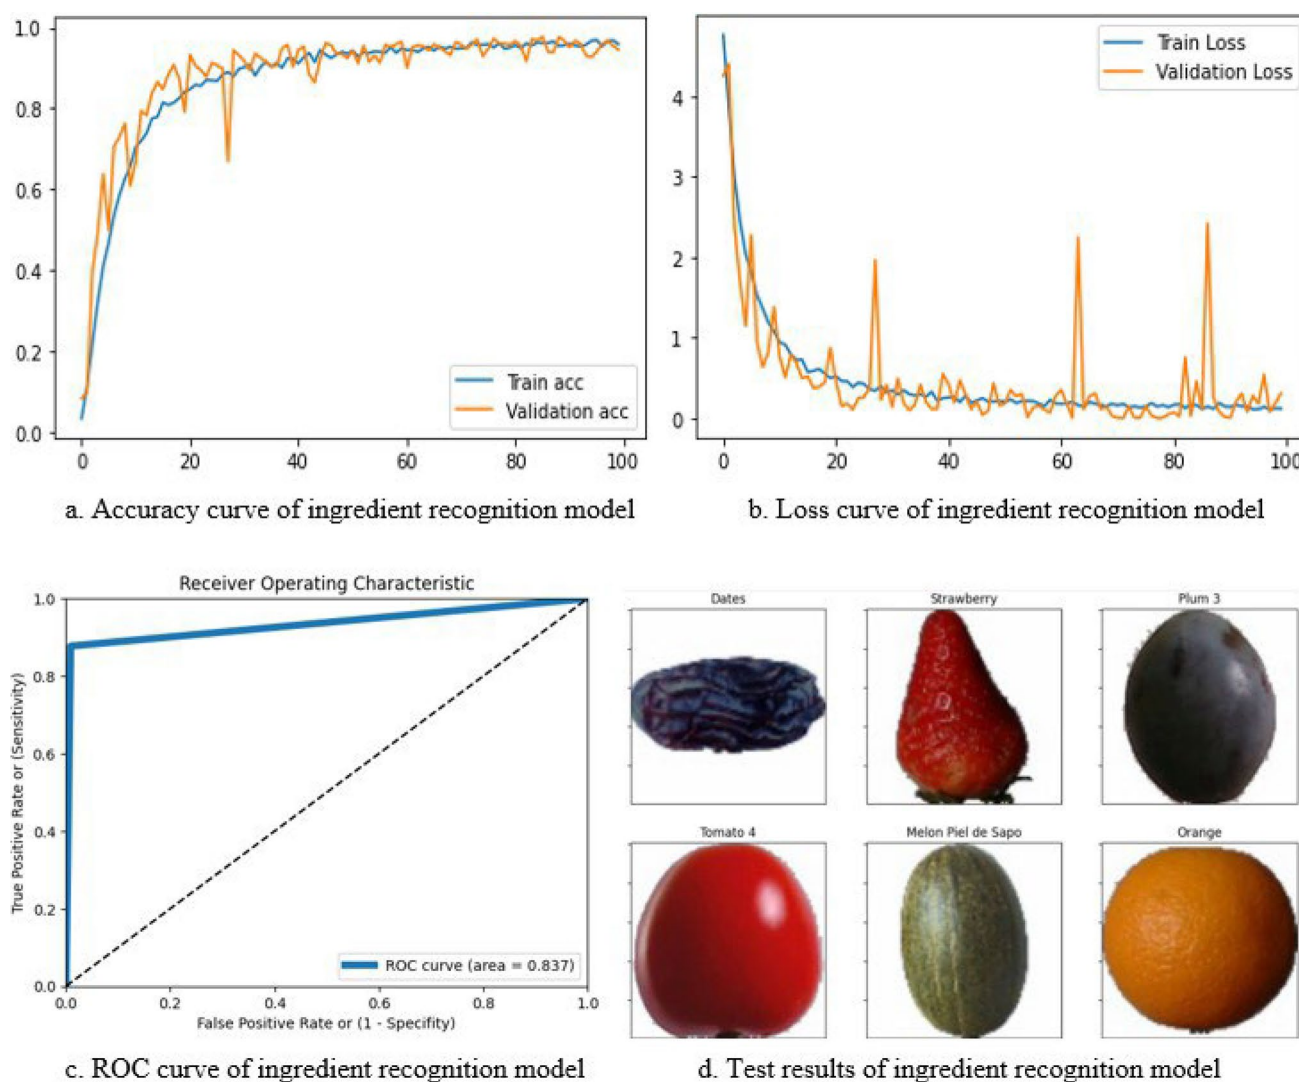 1.0
0.8
0.6
0.4
0.2
0.0
0 20 40 60 80 100
Train acc
Validation acc
a. Accuracy curve of ingredient recognition model
4
3
2
1
0
0 20 40 60 80 100
Train Loss
Validation Loss
b. Loss curve of ingredient recognition model
Receiver Operating Characteristic
True Positive Rate or (Sensitivity)
1.0
0.8
0.6
0.4
0.2
0.0
0.0 0.2 0.4 0.6 0.8 1.0
ROC curve (area = 0.837)
False Positive Rate or (1 - Specifity)
c. ROC curve of ingredient recognition model
Dates Strawberry Plum 3
Tomato 4 Melon Piel de Sapo Orange
d. Test results of ingredient recognition model